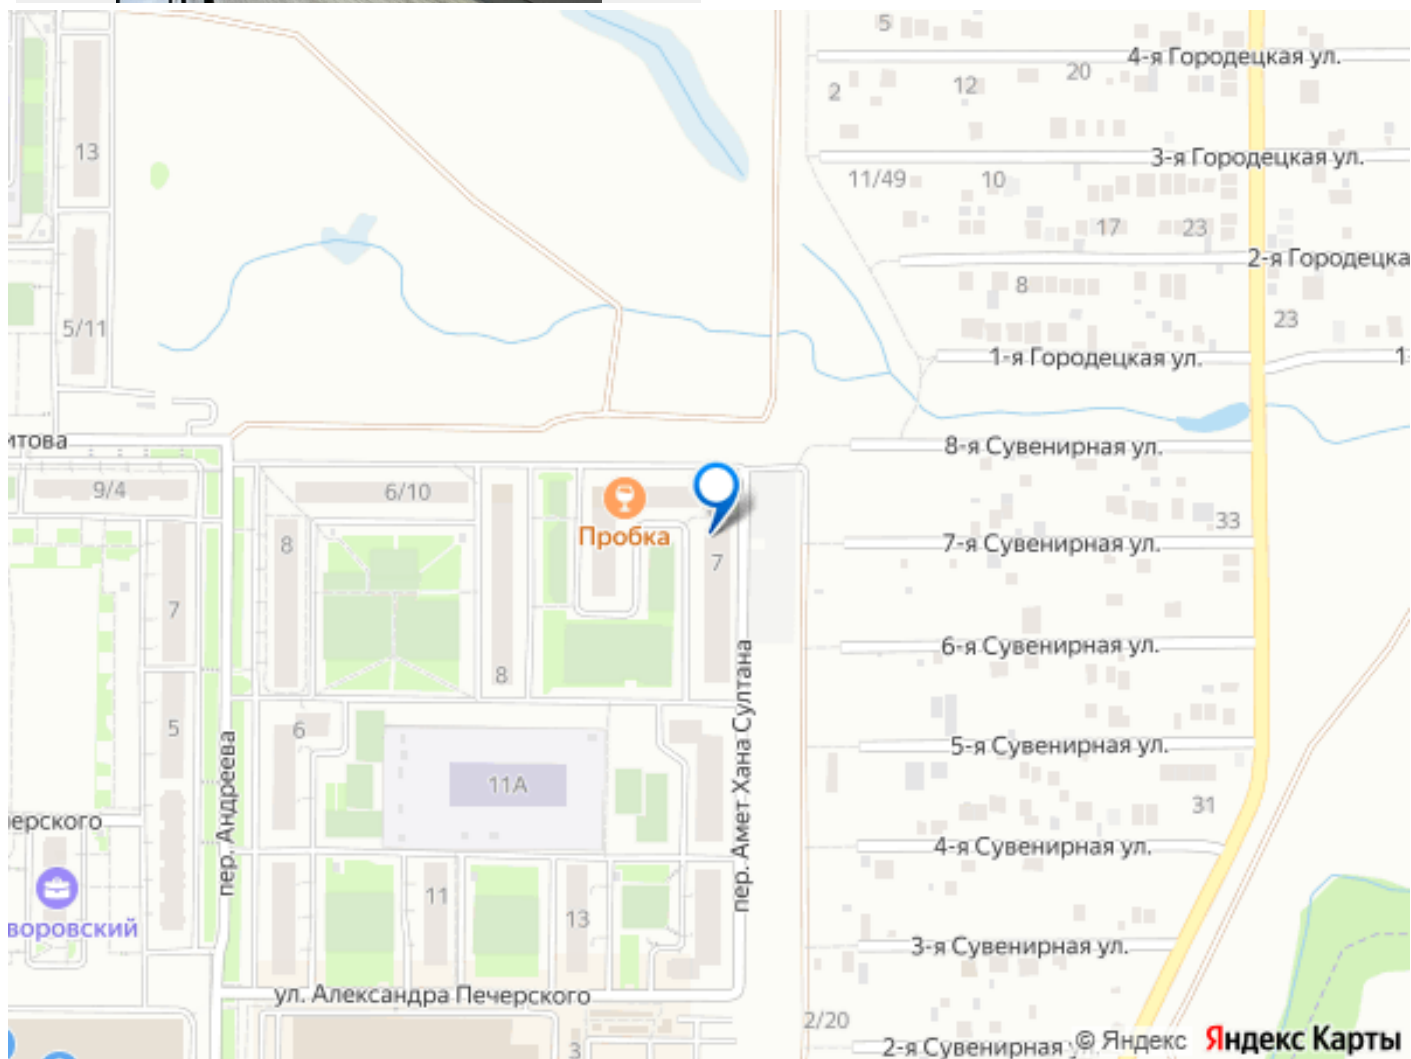 5
4-я Городецкая ул.
20
12
2
13
3-я Городецкая ул.
11/49
10
17
23
2-я Городецка
8
5/11
23
1-я Городецкая ул.
1
итова
8-я Сувенирная ул.
9/4
6/10
Пробка
33
8
7-я Сувенирная ул.
7
7
6-я Сувенирная ул.
8
пер. Амет Хана Султана
5
6
пер. Андреева
5-я Сувенирная ул.
11А
31
ерского
4-я Сувенирная ул.
11
13
воровский
3-я Сувенирная ул.
ул. Александра Печерского
2/20
3
2-я Сувенирная
© Яндекс Яндекс Карты